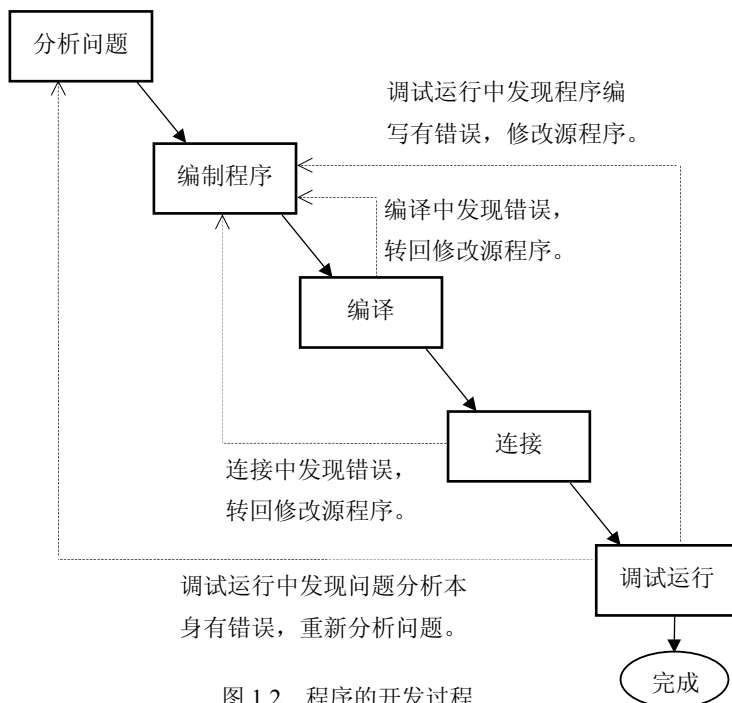 分析问题
调试运行中发现程序编
写有错误，修改源程序。
编制程序
编译中发现错误，
转回修改源程序。
编译
连接
连接中发现错误，
转回修改源程序。
调试运行
调试运行中发现问题分析本
身有错误，重新分析问题。
完成
图 1.2 程序的开发过程